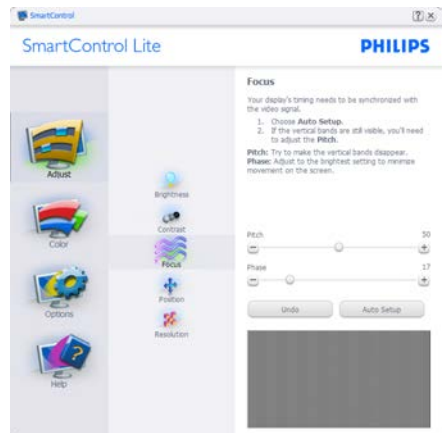 SmartControl
SmartControl Lite
PHILIPS
Adjust
Color
Options
Help
Brightness
Contrast
Focus
Position
Resolution
Focus
Your display's timing needs to be synchronized with
the video signal.
1. Choose Auto Setup.
2. If the vertical bands are still visible, you'll need
to adjust the Pitch.
Pitch: Try to make the vertical bands disappear.
Phase: Adjust to the brightest setting to minimize
movement on the screen.
Pitch 50
Phase 17
Undo Auto Setup